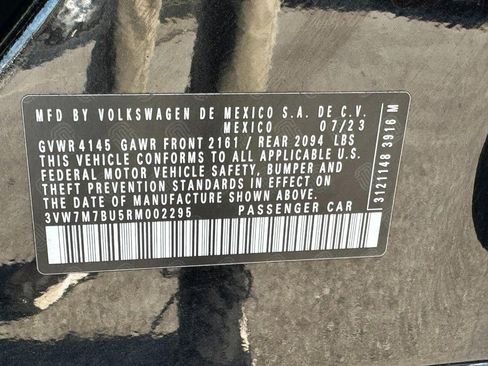 MFD BY VOLKSWAGEN DE MEXICO S.A. DE C.V.
MEXICO 07/23
GVWR 4145 GAWR FRONT 2161 / REAR 2094 LBS
THIS VEHICLE CONFORMS TO ALL APPLICABLE U.S.
FEDERAL MOTOR VEHICLE SAFETY, BUMPER AND
THEFT PREVENTION STANDARDS IN EFFECT ON THE
DATE OF MANUFACTURE SHOWN ABOVE.
3VW7M7BU5RM002295 PASSENGER CAR
3121148 3916 M